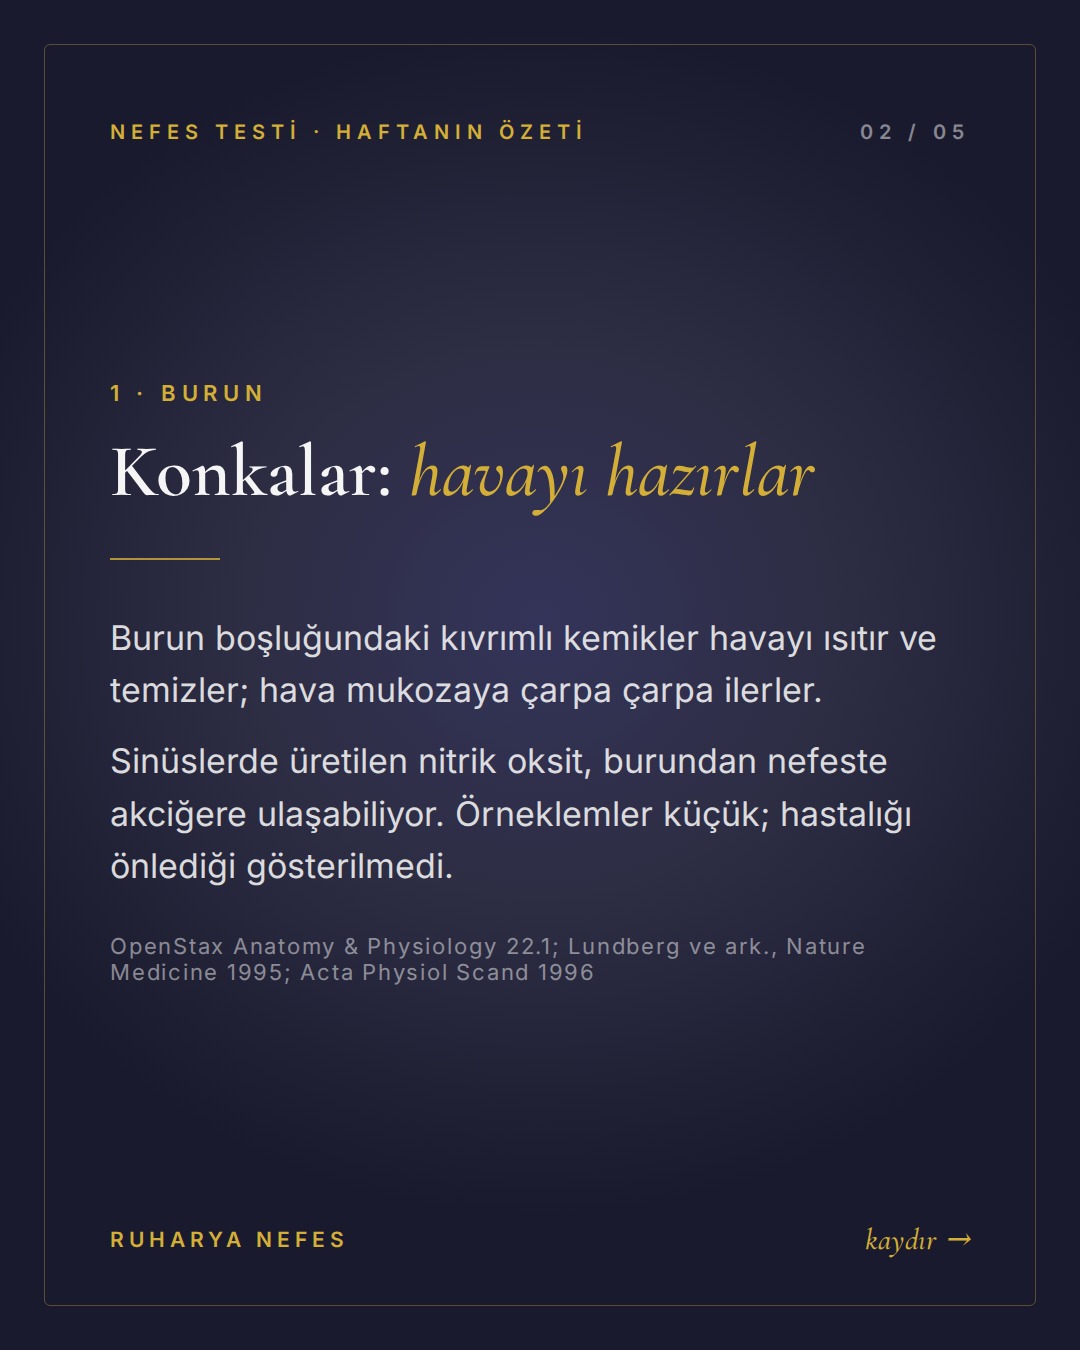 NEFES TESTİ · HAFTANIN ÖZETİ
02 / 05
1 · BURUN
Konkalar: havayı hazırlar
Burun boşluğundaki kıvrımlı kemikler havayı ısıtır ve
temizler; hava mukozaya çarpa çarpa ilerler.
Sinüslerde üretilen nitrik oksit, burundan nefeste
akciğere ulaşabiliyor. Örneklemler küçük; hastalığı
önlediği gösterilmedi.
OpenStax Anatomy & Physiology 22.1; Lundberg ve ark., Nature
Medicine 1995; Acta Physiol Scand 1996
RUHARYA NEFES
kaydır →